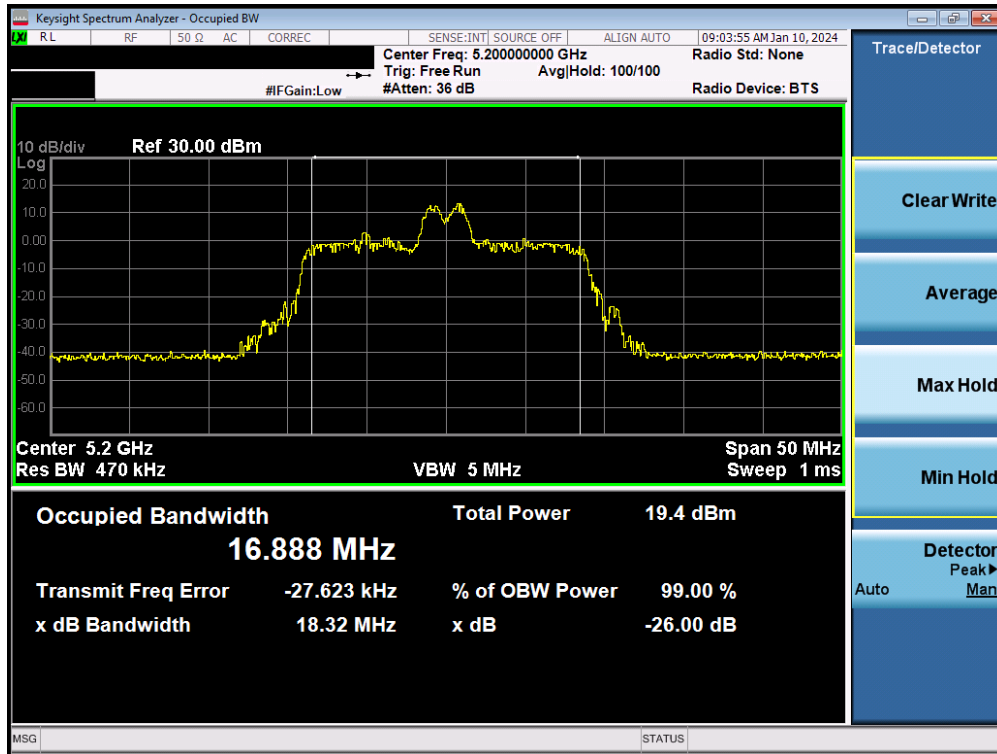 Keysight Spectrum Analyzer - Occupied BW
LXI RL RF 50 Ω AC CORREC SENSE:INT SOURCE OFF ALIGN AUTO 09:03:55 AM Jan 10, 2024
Center Freq: 5.200000000 GHz Radio Std: None
Trig: Free Run Avg|Hold: 100/100
#IFGain:Low #Atten: 36 dB Radio Device: BTS
10 dB/div Ref 30.00 dBm
Log
20.0
10.0
0.00
-10.0
-20.0
-30.0
-40.0
-50.0
-60.0
Center 5.2 GHz Span 50 MHz
Res BW 470 kHz VBW 5 MHz Sweep 1 ms
Occupied Bandwidth Total Power 19.4 dBm
16.888 MHz
Transmit Freq Error -27.623 kHz % of OBW Power 99.00 %
x dB Bandwidth 18.32 MHz x dB -26.00 dB
MSG STATUS
Trace/Detector
Clear Write
Average
Max Hold
Min Hold
Detector
Peak▶
Auto Man